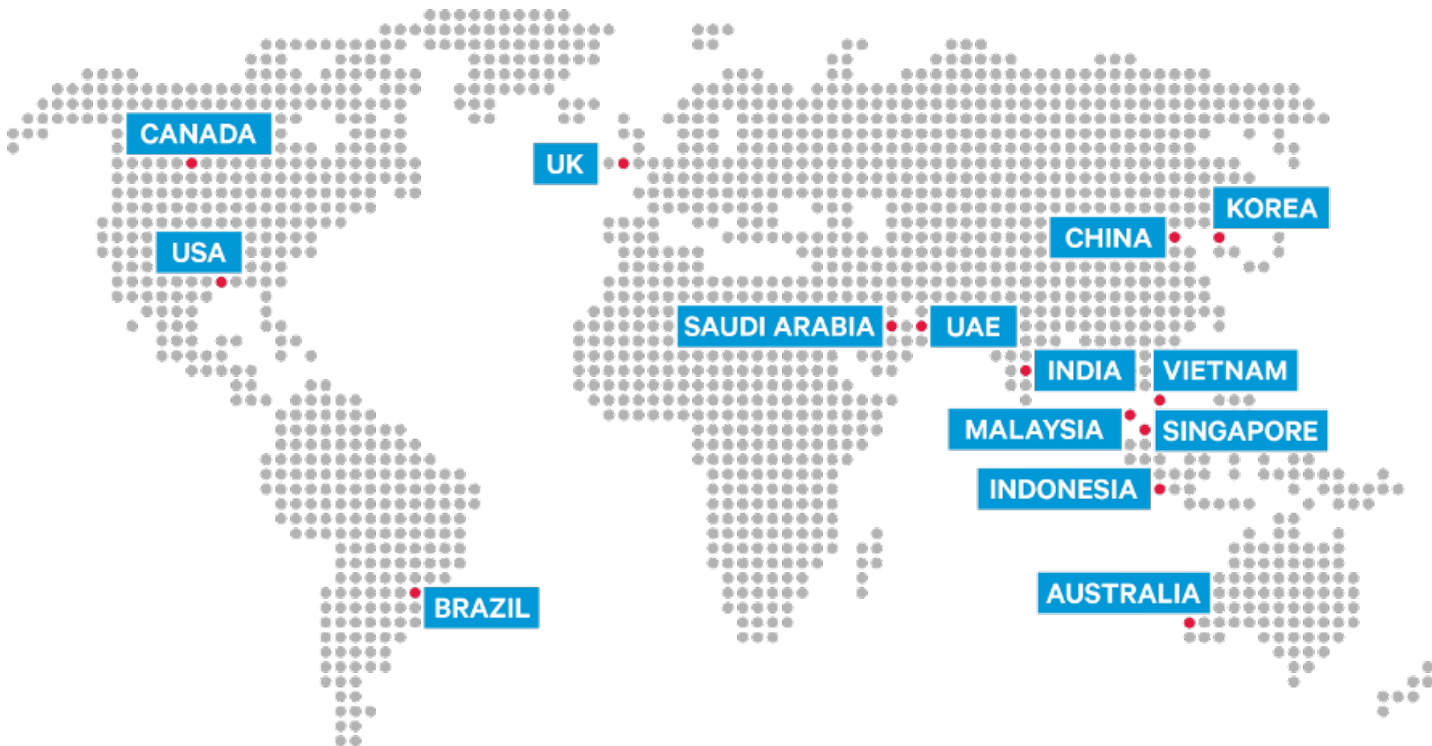 CANADA
UK
KOREA
CHINA
USA
SAUDI ARABIA
UAE
INDIA
VIETNAM
MALAYSIA
SINGAPORE
INDONESIA
AUSTRALIA
BRAZIL